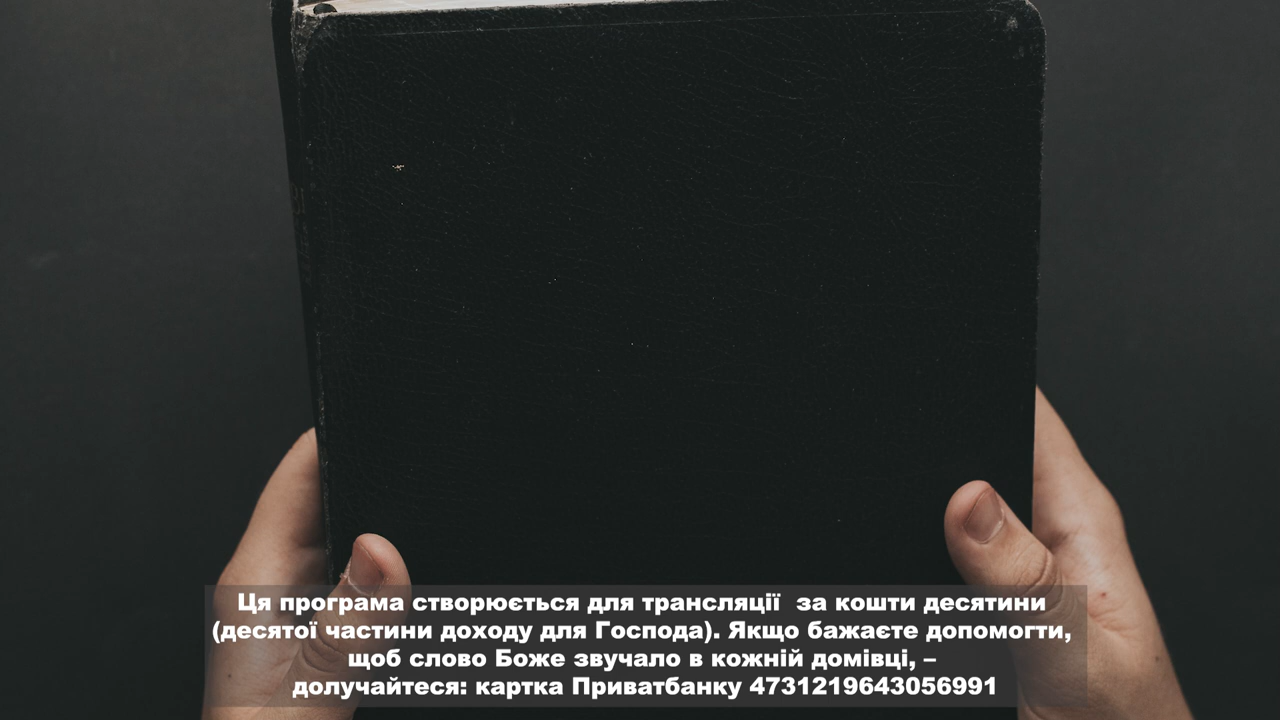 Ця програма створюється для трансляції за кошти десятини
(десятої частини доходу для Господа). Якщо бажаєте допомогти,
щоб слово Боже звучало в кожній домівці, –
долучайтеся: картка Приватбанку 4731219643056991